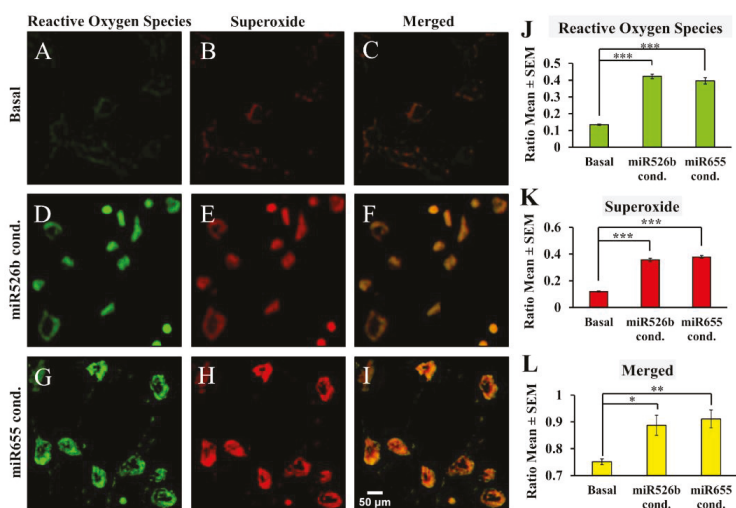 Reactive Oxygen Species Superoxide Merged
Basal
A B C
miR526b cond.
D E F
miR655 cond.
G H I
50 μm
J
Reactive Oxygen Species
Ratio Mean ± SEM
0.5
0.4
0.3
0.2
0.1
0
***
***
Basal miR526b cond. miR655 cond.
K
Superoxide
Ratio Mean ± SEM
0.6
0.4
0.2
0
***
***
Basal miR526b cond. miR655 cond.
L
Merged
Ratio Mean ± SEM
1
0.9
0.8
0.7
**
*
Basal miR526b cond. miR655 cond.